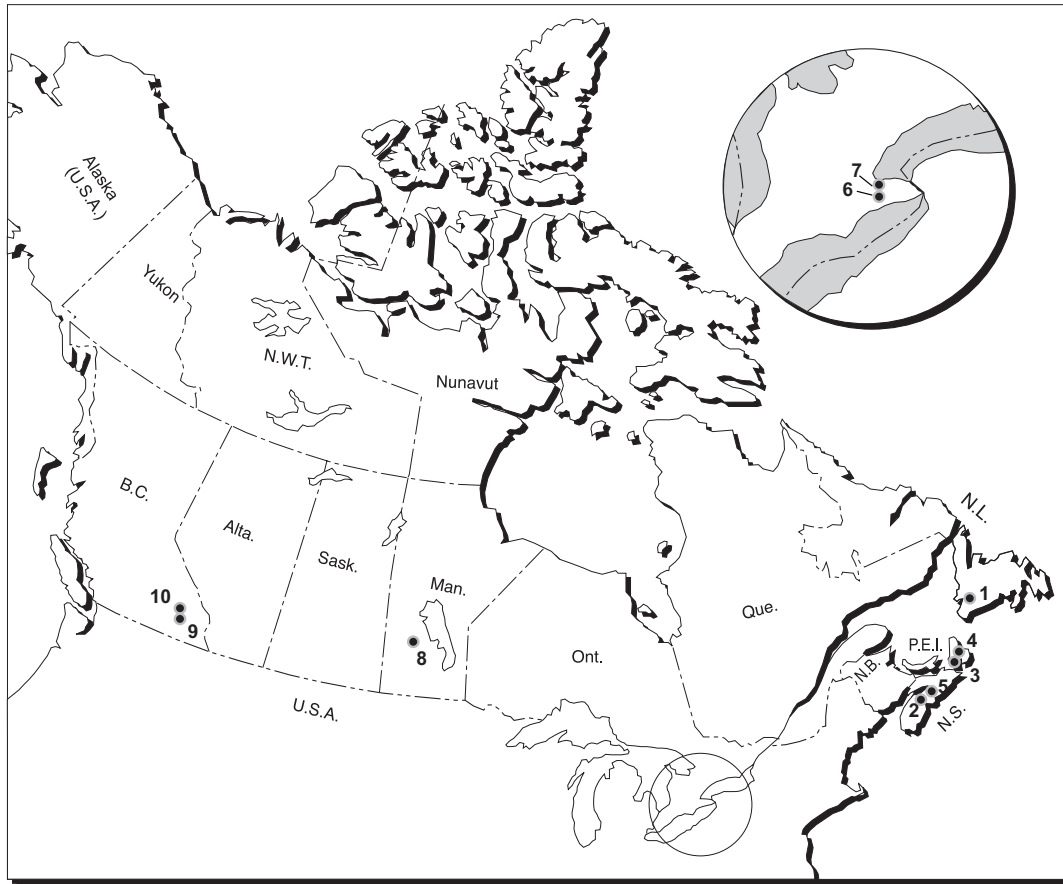 7
6
Alaska
(U.S.A.)
Yukon
N.W.T.
Nunavut
B.C.
Alta.
Sask.
Man.
N.L.
10
9
8
Ont.
Que.
1
P.E.I.
4
3
N.B.
5
2
N.S.
U.S.A.